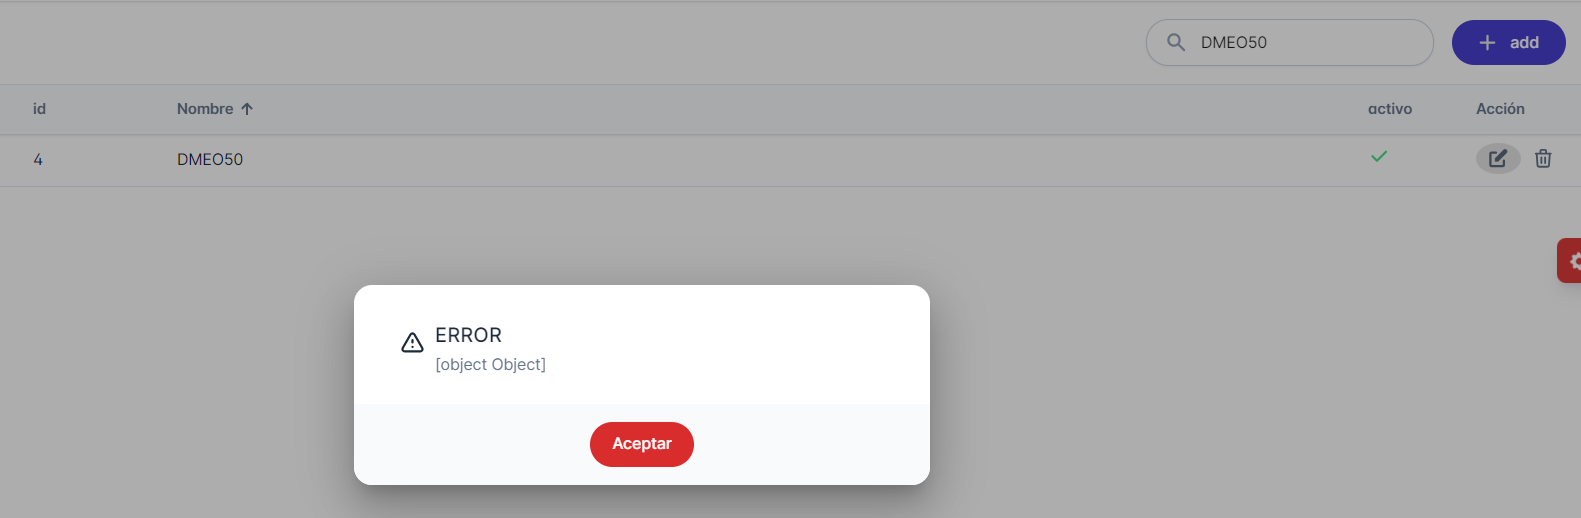 DMEO50
add
id
Nombre
activo
Acción
4
DMEO50
ERROR
[object Object]
Aceptar